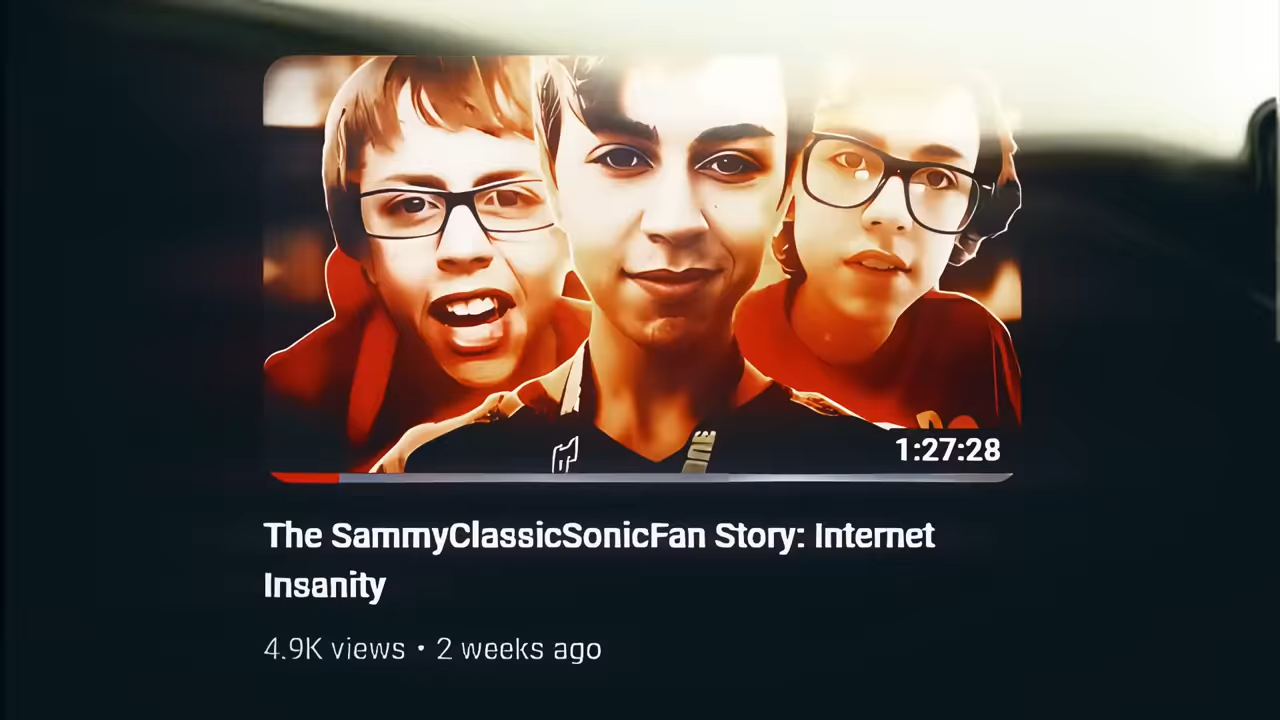 1:27:28
The SammyClassicSonicFan Story: Internet
Insanity
4.9K views • 2 weeks ago